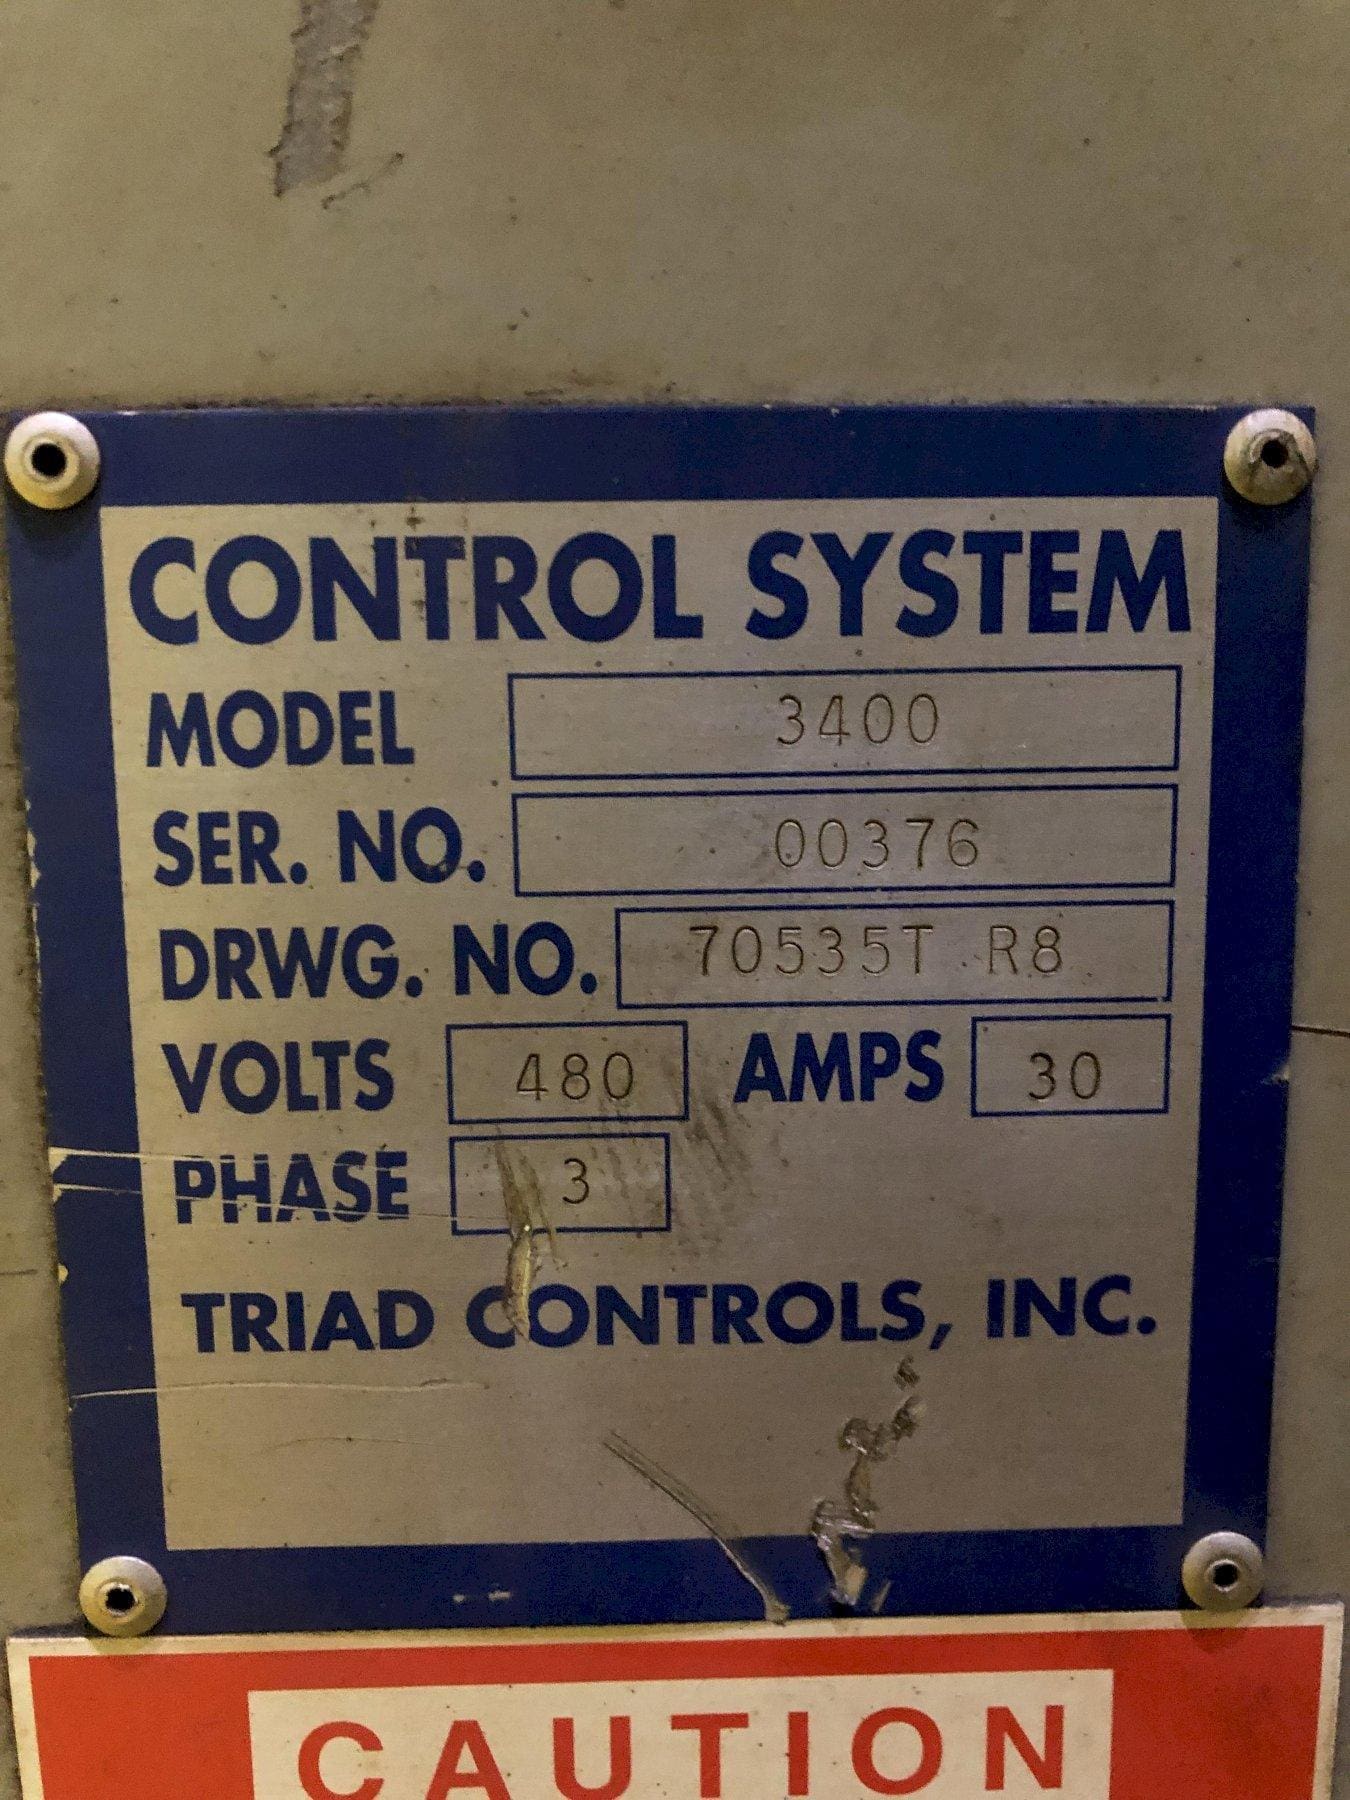 CONTROL SYSTEM
MODEL 3400
SER. NO. 00376
DRWG. NO. 70535T R8
VOLTS 480 AMPS 30
PHASE 3
TRIAD CONTROLS, INC.
CAUTION